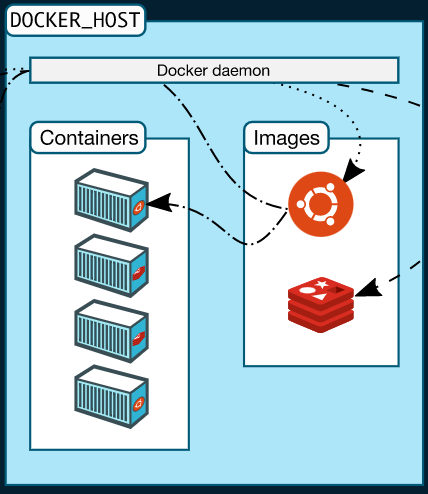 DOCKER_HOST
Docker daemon
Containers
Images